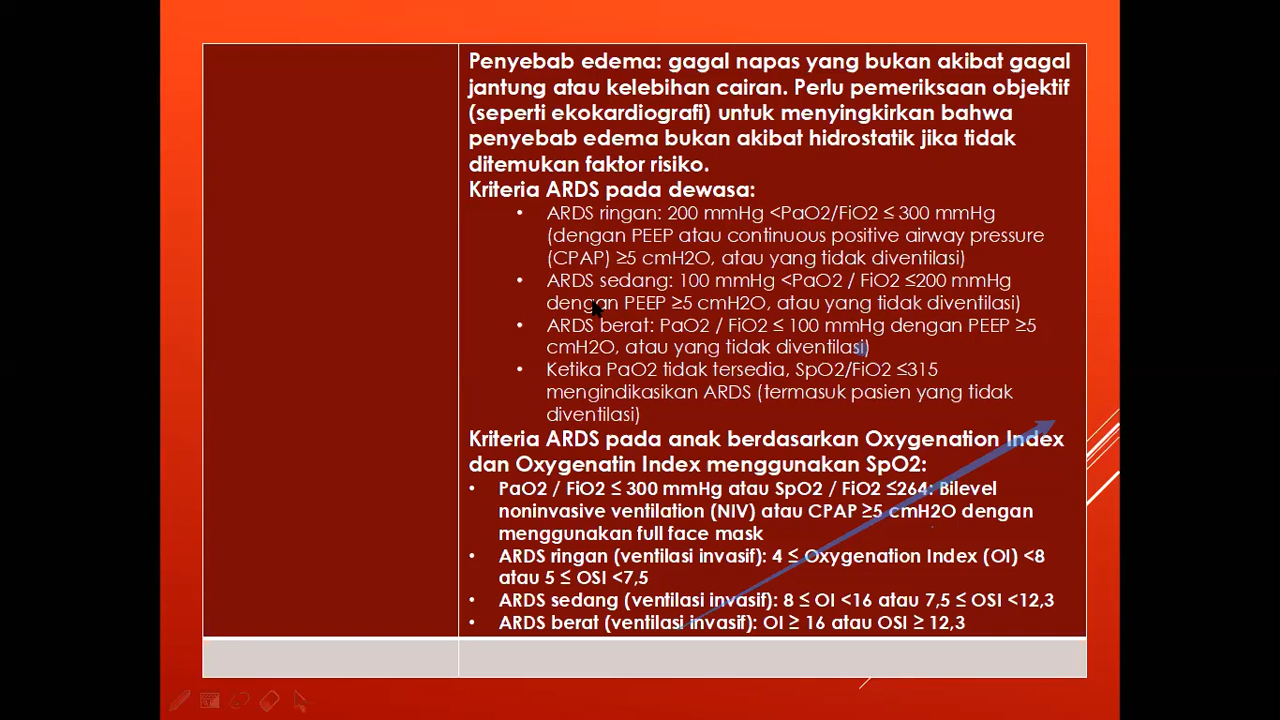 Penyebab edema: gagal napas yang bukan akibat gagal
jantung atau kelebihan cairan. Perlu pemeriksaan objektif
(seperti ekokardiografi) untuk menyingkirkan bahwa
penyebab edema bukan akibat hidrostatik jika tidak
ditemukan faktor risiko.
Kriteria ARDS pada dewasa:
• ARDS ringan: 200 mmHg <PaO2/FiO2 ≤ 300 mmHg
(dengan PEEP atau continuous positive airway pressure
(CPAP) ≥5 cmH2O, atau yang tidak diventilasi)
• ARDS sedang: 100 mmHg <PaO2 / FiO2 ≤200 mmHg
dengan PEEP ≥5 cmH2O, atau yang tidak diventilasi)
• ARDS berat: PaO2 / FiO2 ≤ 100 mmHg dengan PEEP ≥5
cmH2O, atau yang tidak diventilasi)
• Ketika PaO2 tidak tersedia, SpO2/FiO2 ≤315
mengindikasikan ARDS (termasuk pasien yang tidak
diventilasi)
Kriteria ARDS pada anak berdasarkan Oxygenation Index
dan Oxygenatin Index menggunakan SpO2:
• PaO2 / FiO2 ≤ 300 mmHg atau SpO2 / FiO2 ≤264: Bilevel
noninvasive ventilation (NIV) atau CPAP ≥5 cmH2O dengan
menggunakan full face mask
• ARDS ringan (ventilasi invasif): 4 ≤ Oxygenation Index (OI) <8
atau 5 ≤ OSI <7,5
• ARDS sedang (ventilasi invasif): 8 ≤ OI <16 atau 7,5 ≤ OSI <12,3
• ARDS berat (ventilasi invasif): OI ≥ 16 atau OSI ≥ 12,3